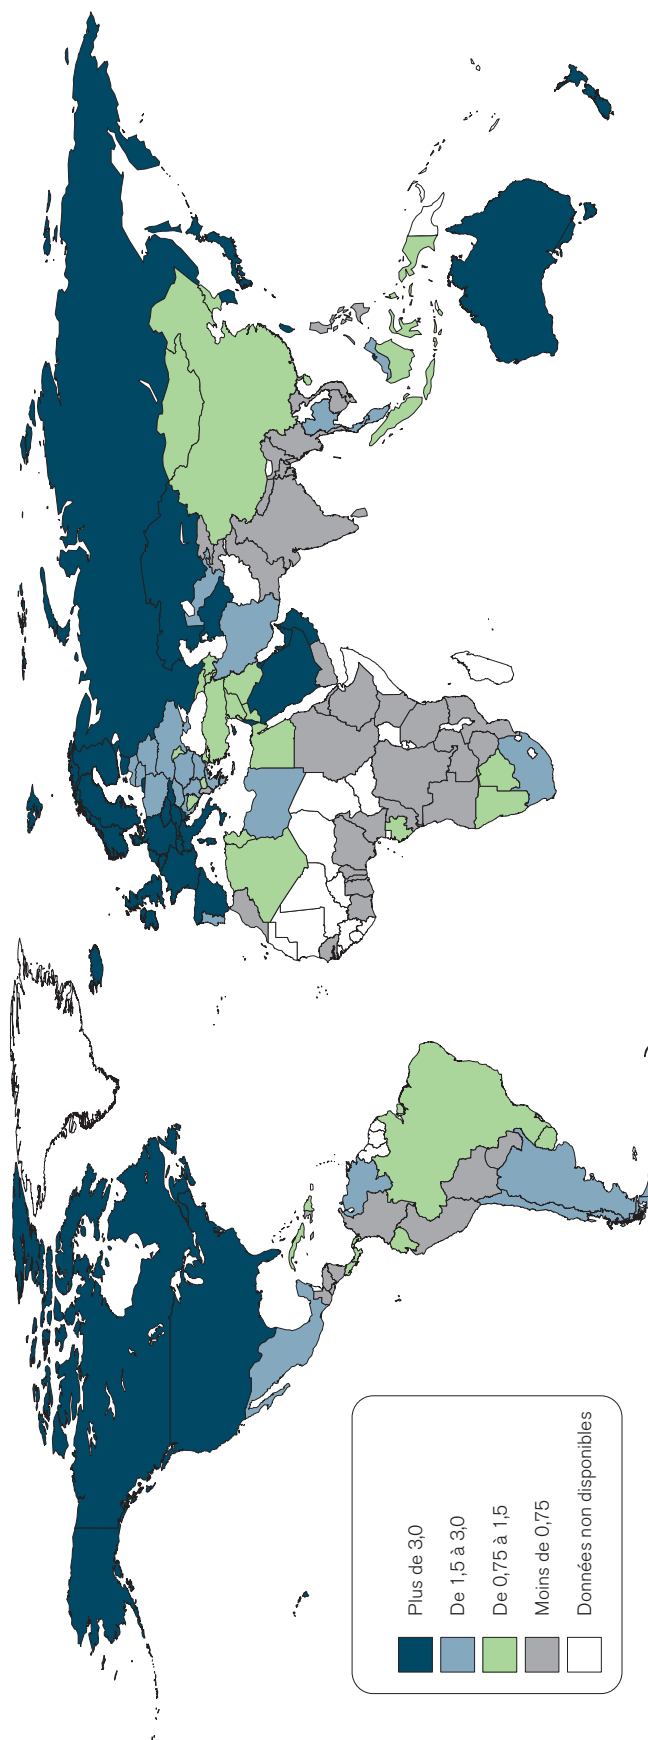 Plus de 3,0
De 1,5 à 3,0
De 0,75 à 1,5
Moins de 0,75
Données non disponibles